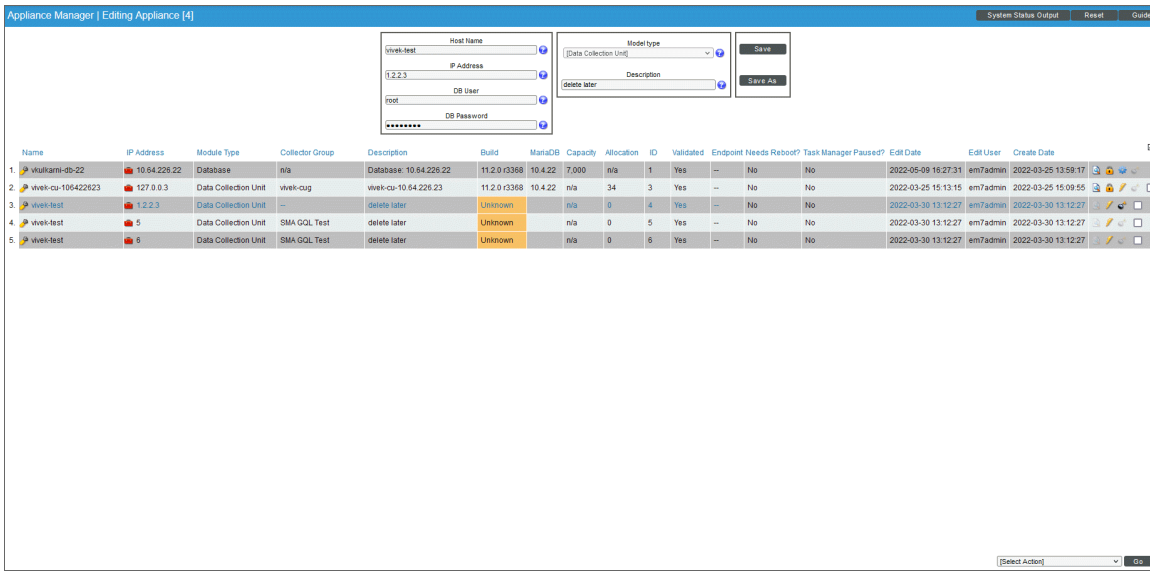 Appliance Manager | Editing Appliance [4] System Status Output Reset Guide
Host Name
vivek-test
IP Address
1.2.2.3
DB User
root
DB Password
••••••••
Model type
[Data Collection Unit]
Description
delete later
Save
Save As
Name IP Address Module Type Collector Group Description Build MariaDB Capacity Allocation ID Validated Endpoint Needs Reboot? Task Manager Paused? Edit Date Edit User Create Date
1. vkulkarni-db-22 10.64.226.22 Database n/a Database: 10.64.226.22 11.2.0 r3368 10.4.22 7,000 n/a 1 Yes -- No No 2022-05-09 16:27:31 em7admin 2022-03-25 13:59:17
2. vivek-cu-106422623 127.0.0.3 Data Collection Unit vivek-cug vivek-cu-10.64.226.23 11.2.0 r3368 10.4.22 n/a 34 3 Yes -- No No 2022-03-25 15:13:15 em7admin 2022-03-25 15:09:55
3. vivek-test 1.2.2.3 Data Collection Unit -- delete later Unknown n/a 0 4 Yes -- No No 2022-03-30 13:12:27 em7admin 2022-03-30 13:12:27
4. vivek-test 5 Data Collection Unit SMA GQL Test delete later Unknown n/a 0 5 Yes -- No No 2022-03-30 13:12:27 em7admin 2022-03-30 13:12:27
5. vivek-test 6 Data Collection Unit SMA GQL Test delete later Unknown n/a 0 6 Yes -- No No 2022-03-30 13:12:27 em7admin 2022-03-30 13:12:27
[Select Action] Go